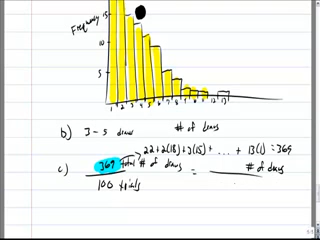 15
Frequency
10
5
1 2 3 4 5 6 7 8 9 10 11 12 13
# of draws
b) 3 - 5 draws
22 + 2(18) + 3(15) + ... + 13(1) = 369
c) 369 total # of draws = # of draws
100 trials